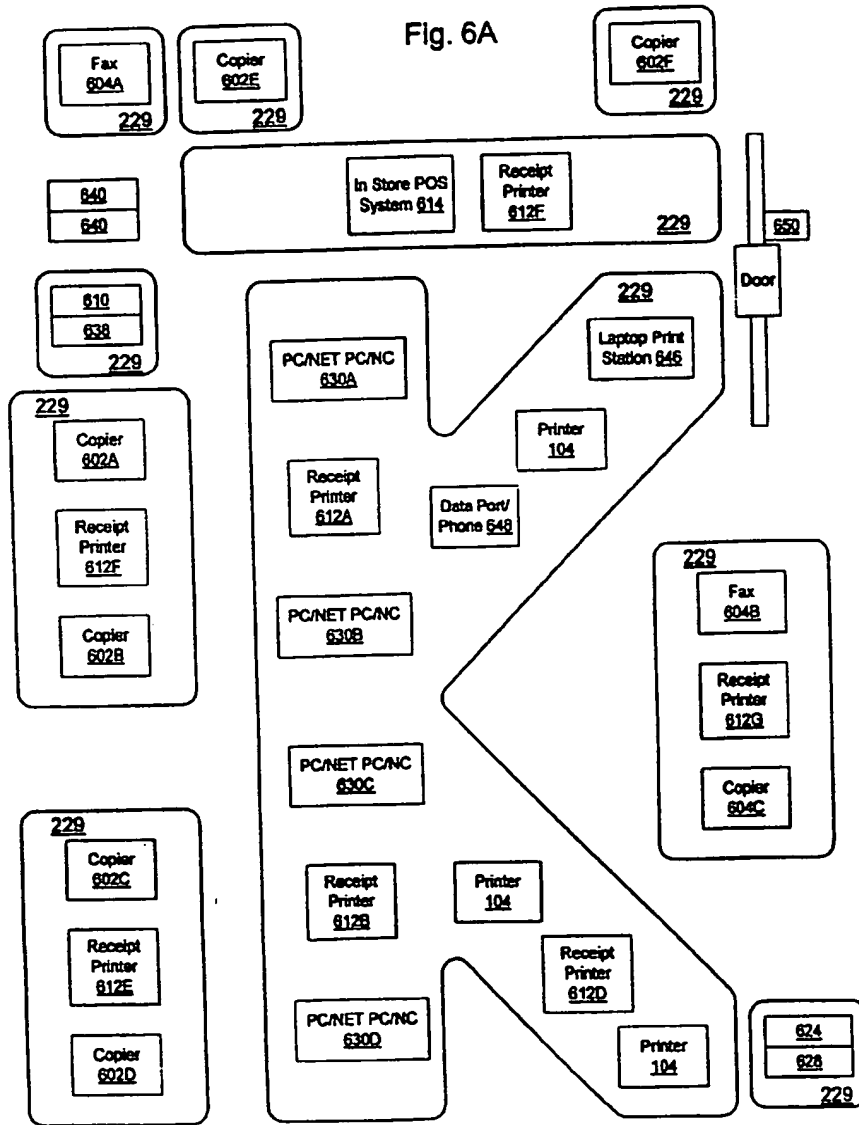 Fig. 6A
Fax
604A
229
Copier
602E
229
Copier
602F
229
In Store POS
System 614
Receipt
Printer
612F
229
640
640
650
Door
610
638
229
229
Laptop Print
Station 646
PC/NET PC/NC
630A
Printer
104
Receipt
Printer
612A
Data Port/
Phone 648
PC/NET PC/NC
630B
229
Copier
602A
Receipt
Printer
612F
Copier
602B
229
Fax
604B
Receipt
Printer
612G
Copier
604C
PC/NET PC/NC
630C
Receipt
Printer
612B
Printer
104
Receipt
Printer
612D
PC/NET PC/NC
630D
Printer
104
229
Copier
602C
Receipt
Printer
612E
Copier
602D
624
626
229